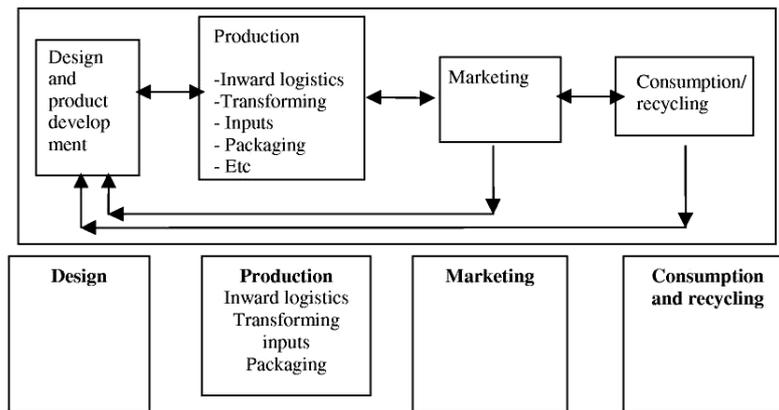 Design
and
product
develop
ment
Production
-Inward logistics
-Transforming
- Inputs
- Packaging
- Etc
Marketing
Consumption/
recycling
Design
Production
Inward logistics
Transforming
inputs
Packaging
Marketing
Consumption
and recycling